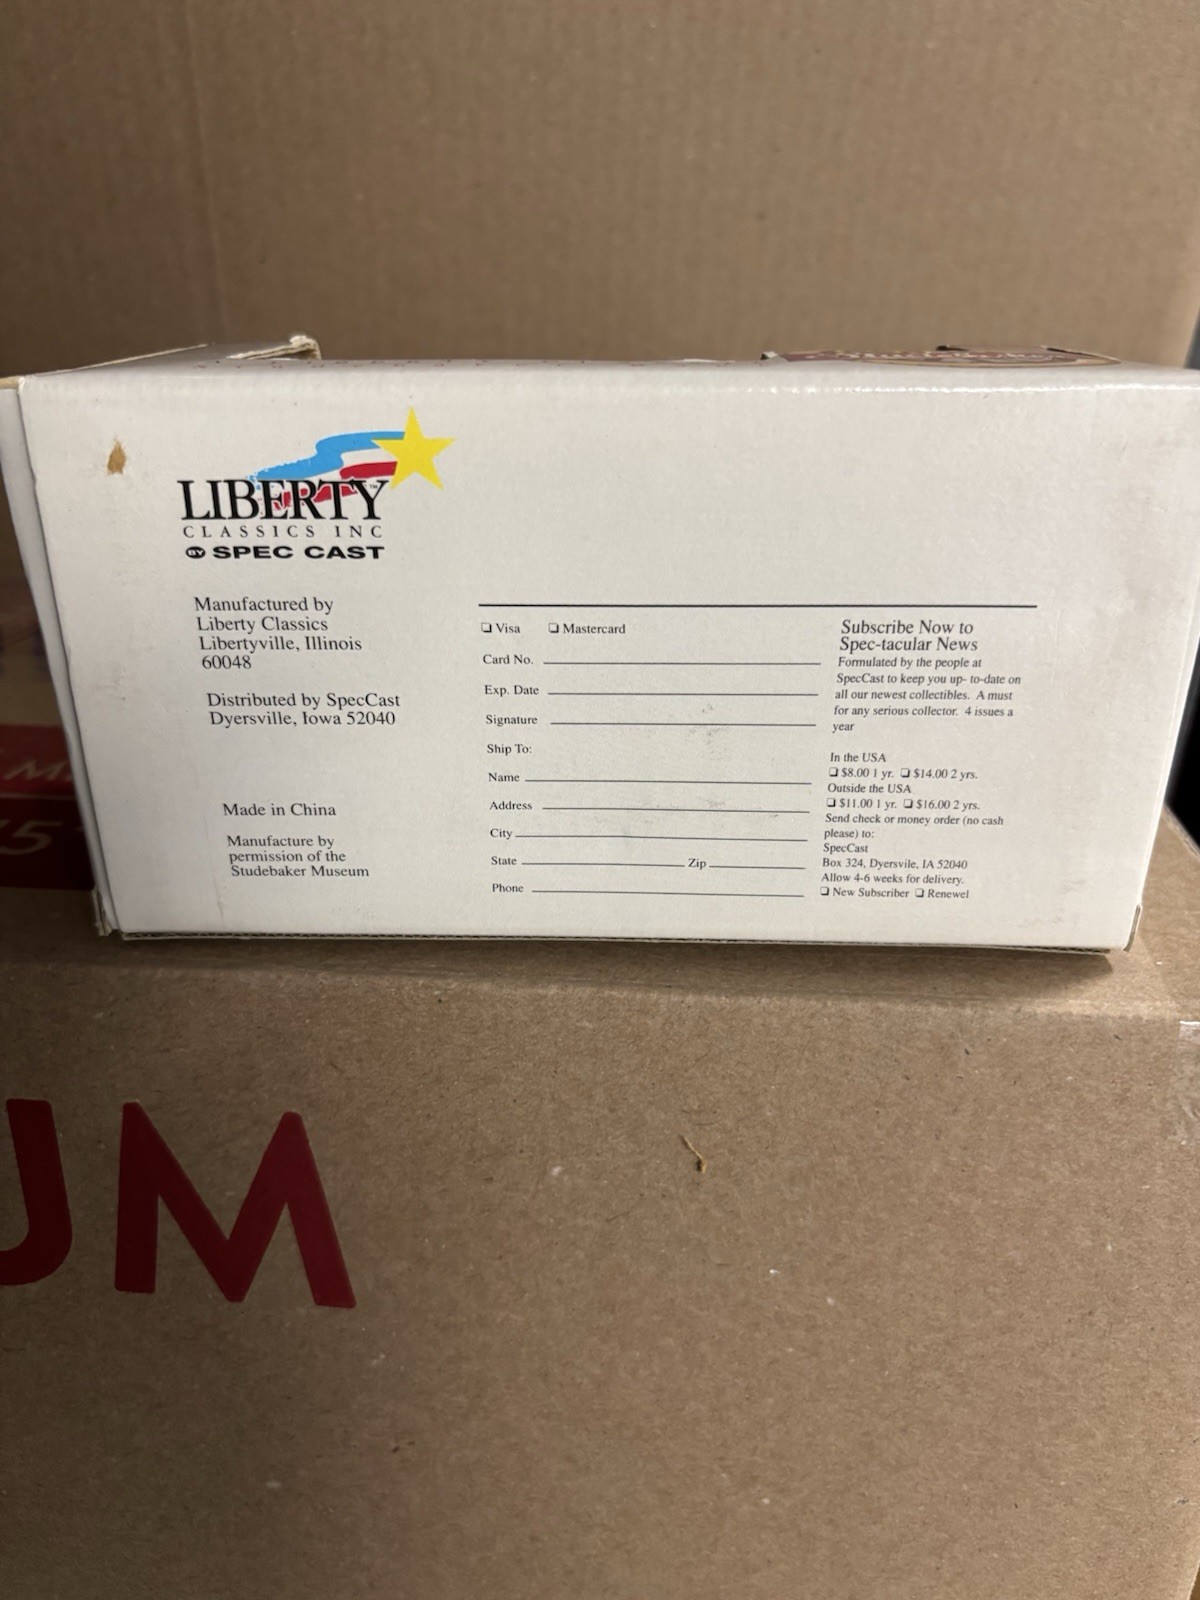 LIBERTY™
CLASSICS INC
BY SPEC CAST
Manufactured by
Liberty Classics
Libertyville, Illinois
60048
Distributed by SpecCast
Dyersville, Iowa 52040
Made in China
Manufacture by
permission of the
Studebaker Museum
❏ Visa ❏ Mastercard
Card No.
Exp. Date
Signature
Ship To:
Name
Address
City
State Zip
Phone
Subscribe Now to
Spec-tacular News
Formulated by the people at
SpecCast to keep you up- to-date on
all our newest collectibles. A must
for any serious collector. 4 issues a
year
In the USA
❏ $8.00 1 yr. ❏ $14.00 2 yrs.
Outside the USA
❏ $11.00 1 yr. ❏ $16.00 2 yrs.
Send check or money order (no cash
please) to:
SpecCast
Box 324, Dyersvile, IA 52040
Allow 4-6 weeks for delivery.
❏ New Subscriber ❏ Renewel
UM